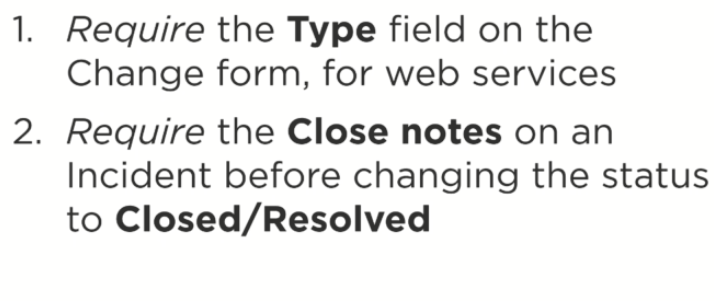 1. Require the Type field on the
Change form, for web services
2. Require the Close notes on an
Incident before changing the status
to Closed/Resolved